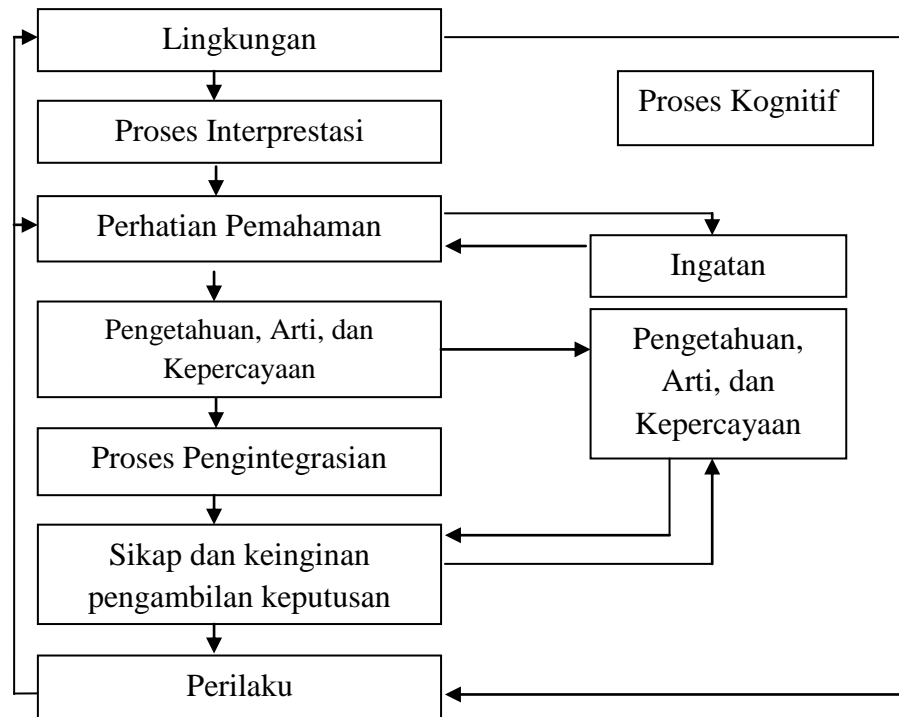 Lingkungan
Proses Kognitif
Proses Interprestasi
Perhatian Pemahaman
Ingatan
Pengetahuan, Arti, dan
Kepercayaan
Pengetahuan,
Arti, dan
Kepercayaan
Proses Pengintegrasian
Sikap dan keinginan
pengambilan keputusan
Perilaku